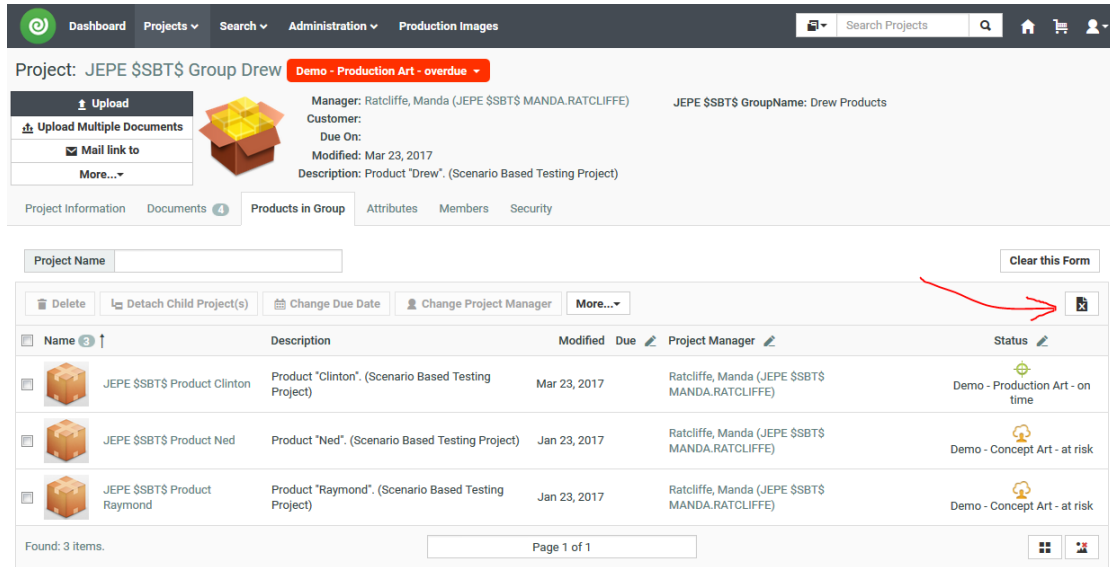 Dashboard Projects Search Administration Production Images Search Projects
Project: JEPE $SBT$ Group Drew Demo - Production Art - overdue
Upload
Upload Multiple Documents
Mail link to
More...
Manager: Ratcliffe, Manda (JEPE $SBT$ MANDA.RATCLIFFE)
Customer:
Due On:
Modified: Mar 23, 2017
Description: Product "Drew". (Scenario Based Testing Project)
JEPE $SBT$ GroupName: Drew Products
Project Information Documents 4 Products in Group Attributes Members Security
Project Name Clear this Form
Delete Detach Child Project(s) Change Due Date Change Project Manager More...
Name 3 Description Modified Due Project Manager Status
JEPE $SBT$ Product Clinton
Product "Clinton". (Scenario Based Testing
Project)
Mar 23, 2017
Ratcliffe, Manda (JEPE $SBT$
MANDA.RATCLIFFE)
Demo - Production Art - on
time
JEPE $SBT$ Product Ned
Product "Ned". (Scenario Based Testing Project)
Jan 23, 2017
Ratcliffe, Manda (JEPE $SBT$
MANDA.RATCLIFFE)
Demo - Concept Art - at risk
JEPE $SBT$ Product
Raymond
Product "Raymond". (Scenario Based Testing
Project)
Jan 23, 2017
Ratcliffe, Manda (JEPE $SBT$
MANDA.RATCLIFFE)
Demo - Concept Art - at risk
Found: 3 items. Page 1 of 1